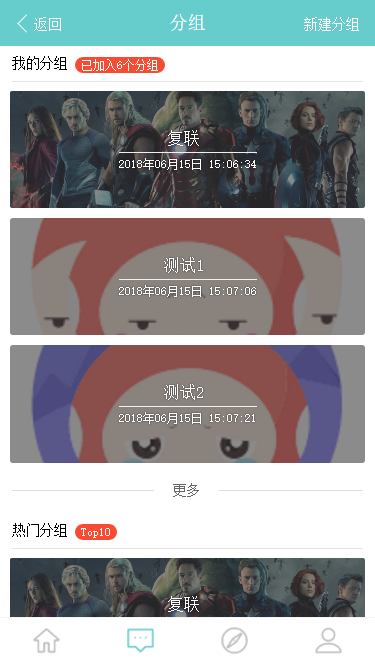 返回
分组
新建分组
我的分组 已加入6个分组
复联
2018年06月15日 15:06:34
测试1
2018年06月15日 15:07:06
测试2
2018年06月15日 15:07:21
更多
热门分组 Top10
复联